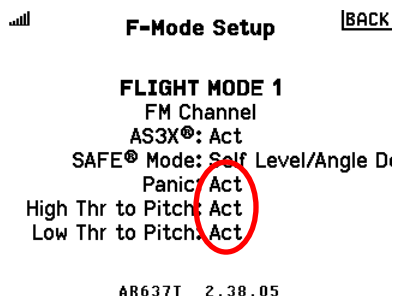 F-Mode Setup
BACK
FLIGHT MODE 1
FM Channel
AS3X®: Act
SAFE® Mode: Self Level/Angle De
Panic: Act
High Thr to Pitch: Act
Low Thr to Pitch: Act
AR637T 2.38.05